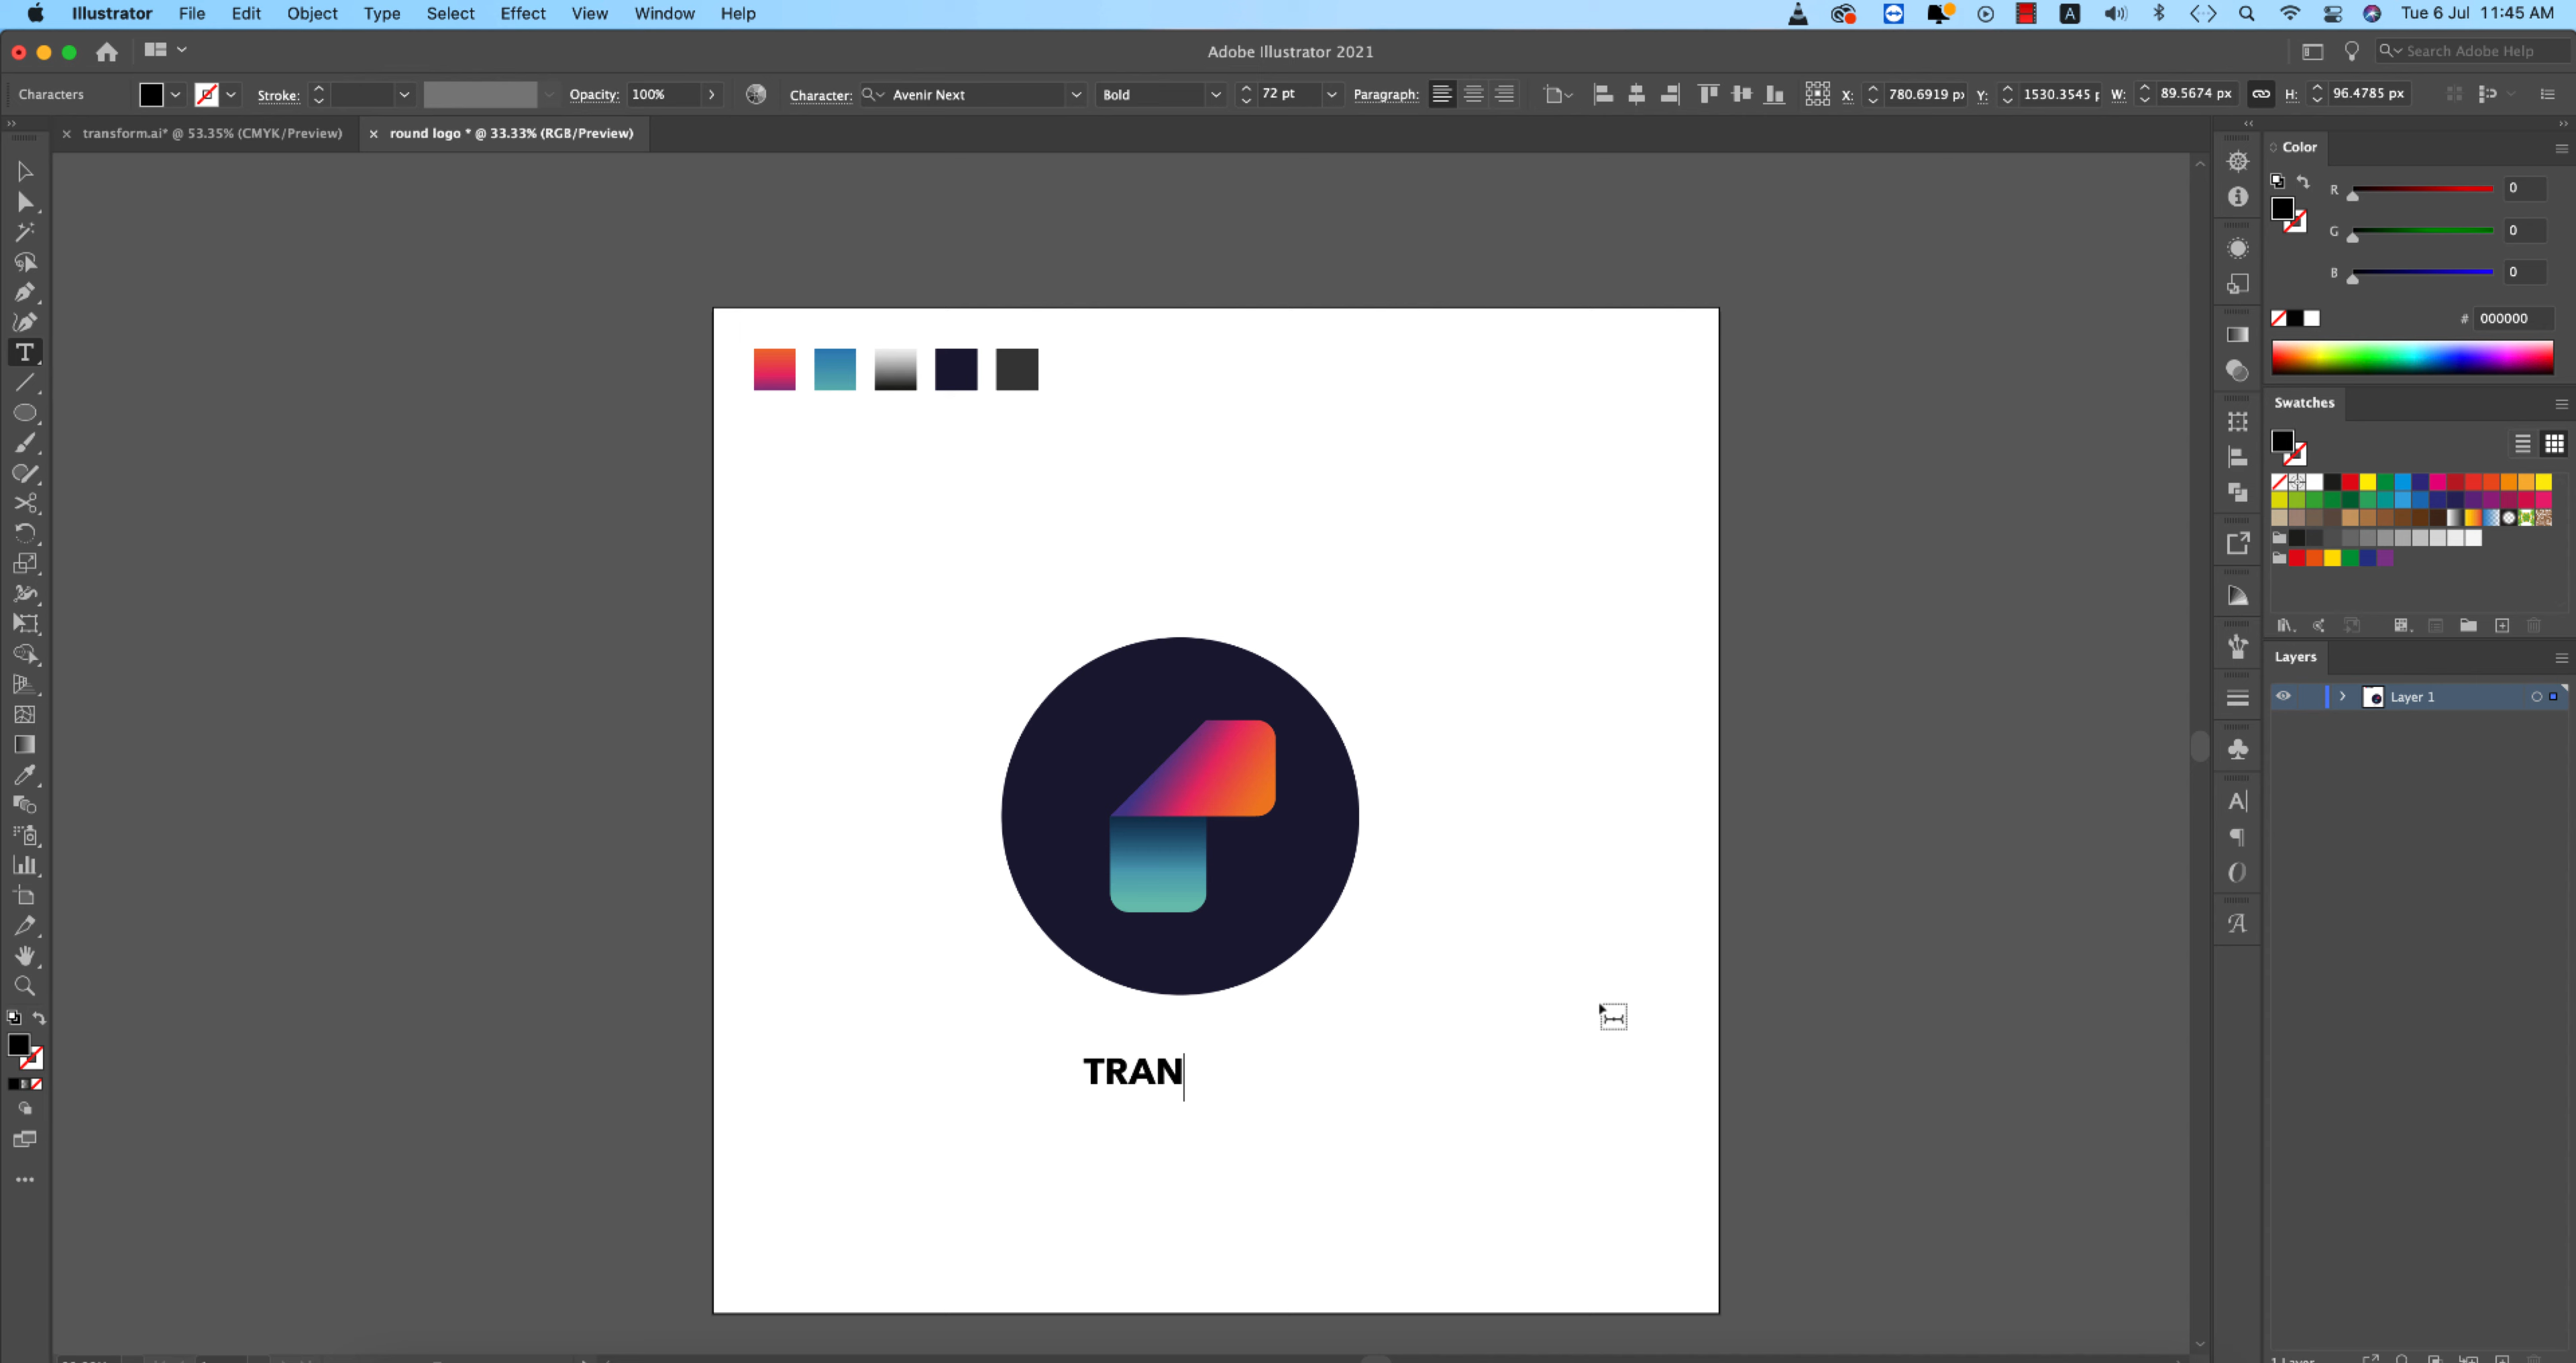 Illustrator File Edit Object Type Select Effect View Window Help A Tue 6 Jul 11:45 AM
Adobe Illustrator 2021 Search Adobe Help
Characters Stroke: Opacity: 100% Character: Avenir Next Bold 72 pt Paragraph: X: 780.6919 px Y: 1530.3545 p W: 89.5674 px H: 96.4785 px
transform.ai* @ 53.35% (CMYK/Preview) round logo * @ 33.33% (RGB/Preview)
Color
R 0
G 0
B 0
# 000000
Swatches
Layers
Layer 1
TRAN